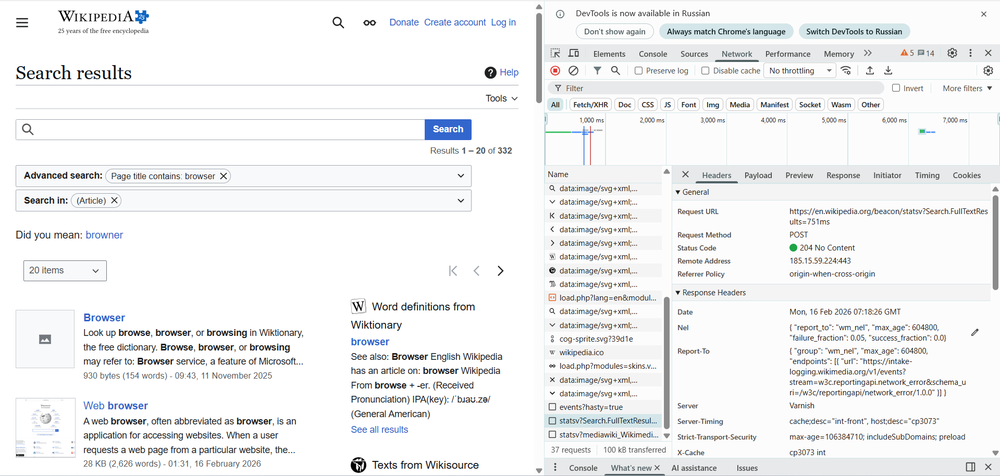 WIKIPEDIA 25
25 years of the free encyclopedia
Donate Create account Log in
Search results
Help
Tools
Search
Results 1 – 20 of 332
Advanced search: Page title contains: browser
Search in: (Article)
Did you mean: browner
20 items
Browser
Look up browse, browser, or browsing in Wiktionary,
the free dictionary. Browse, browser, or browsing
may refer to: Browser service, a feature of Microsoft...
930 bytes (154 words) - 09:43, 11 November 2025
Web browser
A web browser, often abbreviated as browser, is an
application for accessing websites. When a user
requests a web page from a particular website, the...
28 KB (2,626 words) - 01:31, 16 February 2026
Word definitions from
Wiktionary
browser
See also: Browser English Wikipedia
has an article on: browser Wikipedia
From browse + -er. (Received
Pronunciation) IPA(key): /ˈbɹaʊ.zə/
(General American)
See all results
Texts from Wikisource
DevTools is now available in Russian
Don't show again Always match Chrome's language Switch DevTools to Russian
Elements Console Sources Network Performance Memory 5 14
Preserve log Disable cache No throttling
Filter Invert More filters
All Fetch/XHR Doc CSS JS Font Img Media Manifest Socket Wasm Other
1,000 ms 2,000 ms 3,000 ms 4,000 ms 5,000 ms 6,000 ms 7,000 ms
Name
data:image/svg+xml,...
data:image/svg+xml;...
data:image/svg+xml;...
data:image/svg+xml;...
data:image/svg+xml;...
data:image/svg+xml,...
data:image/svg+xml,...
data:image/svg+xml,...
load.php?lang=en&modul...
data:image/svg+xml,...
data:image/svg+xml;...
cog-sprite.svg?39d1e
wikipedia.ico
load.php?modules=skins.v...
data:image/svg+xml,...
data:image/svg+xml,...
events?hasty=true
statsv?Search.FullTextResul...
statsv?mediawiki_Wikimedi...
37 requests 100 kB transferred
Headers Payload Preview Response Initiator Timing Cookies
General
Request URL https://en.wikipedia.org/beacon/statsv?Search.FullTextRes
ults=751ms
Request Method POST
Status Code 204 No Content
Remote Address 185.15.59.224:443
Referrer Policy origin-when-cross-origin
Response Headers
Date Mon, 16 Feb 2026 07:18:26 GMT
Nel { "report_to": "wm_nel", "max_age": 604800,
"failure_fraction": 0.05, "success_fraction": 0.0}
Report-To { "group": "wm_nel", "max_age": 604800,
"endpoints": [{ "url": "https://intake-
logging.wikimedia.org/v1/events?
stream=w3c.reportingapi.network_error&schema_u
ri=/w3c/reportingapi/network_error/1.0.0" }] }
Server Varnish
Server-Timing cache;desc="int-front", host;desc="cp3073"
Strict-Transport-Security max-age=106384710; includeSubDomains; preload
X-Cache cp3073 int
Console What's new AI assistance Issues